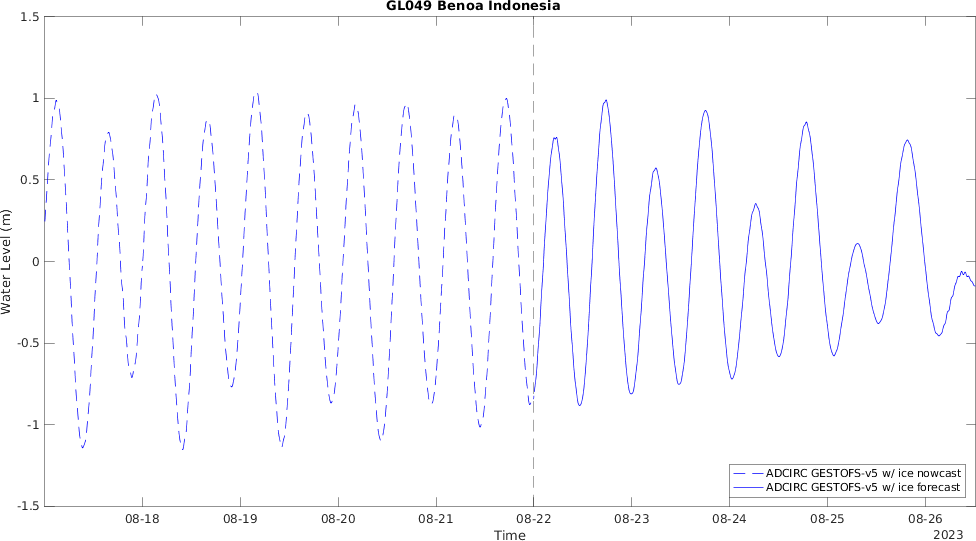 GL049 Benoa Indonesia
1.5
1
0.5
0
-0.5
-1
-1.5
Water Level (m)
08-18 08-19 08-20 08-21 08-22 08-23 08-24 08-25 08-26
Time
2023
ADCIRC GESTOFS-v5 w/ ice nowcast
ADCIRC GESTOFS-v5 w/ ice forecast